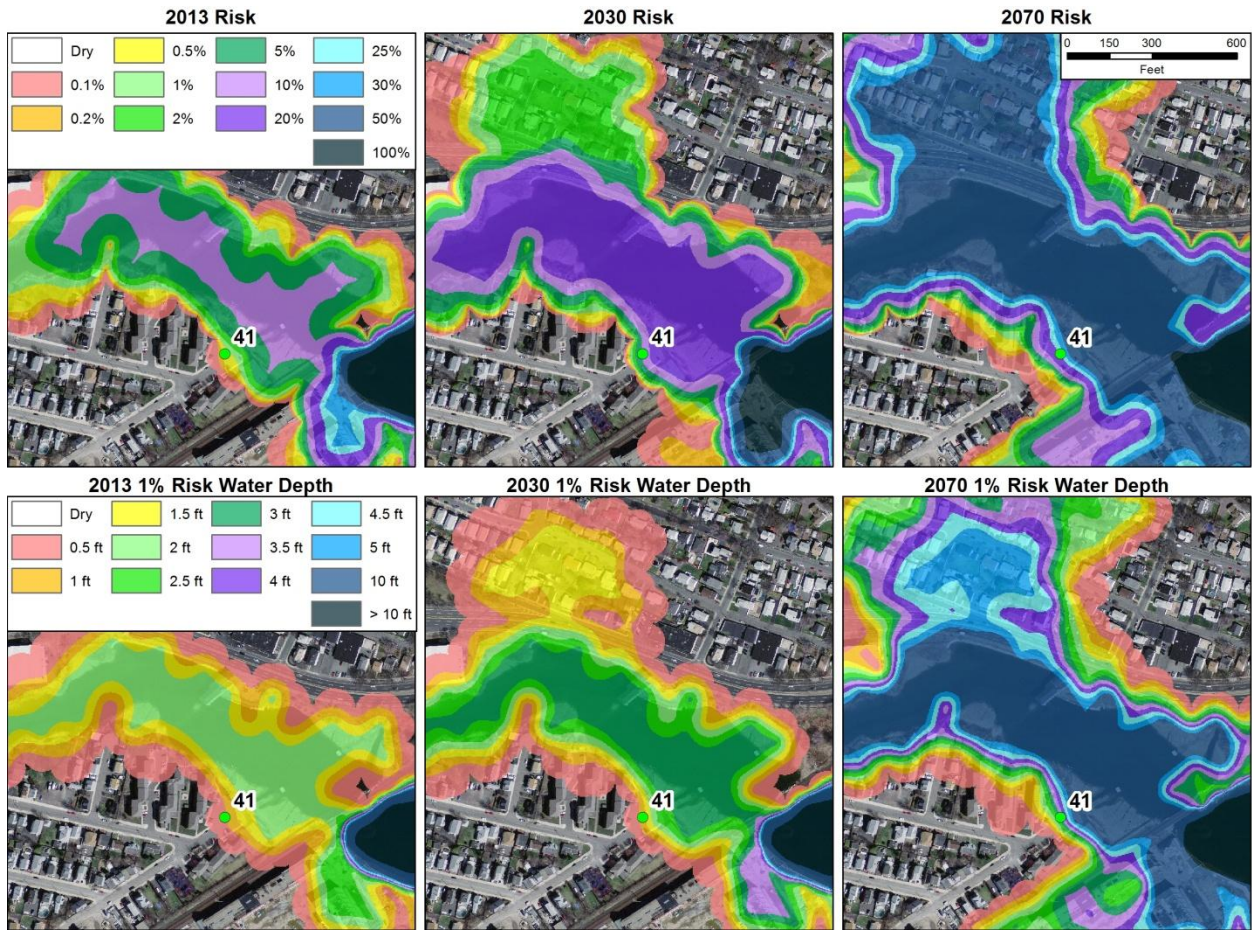 2013 Risk
Dry 0.5% 5% 25%
0.1% 1% 10% 30%
0.2% 2% 20% 50%
100%
41
2030 Risk
41
2070 Risk
0 150 300 600
Feet
41
2013 1% Risk Water Depth
Dry 1.5 ft 3 ft 4.5 ft
0.5 ft 2 ft 3.5 ft 5 ft
1 ft 2.5 ft 4 ft 10 ft
> 10 ft
41
2030 1% Risk Water Depth
41
2070 1% Risk Water Depth
41